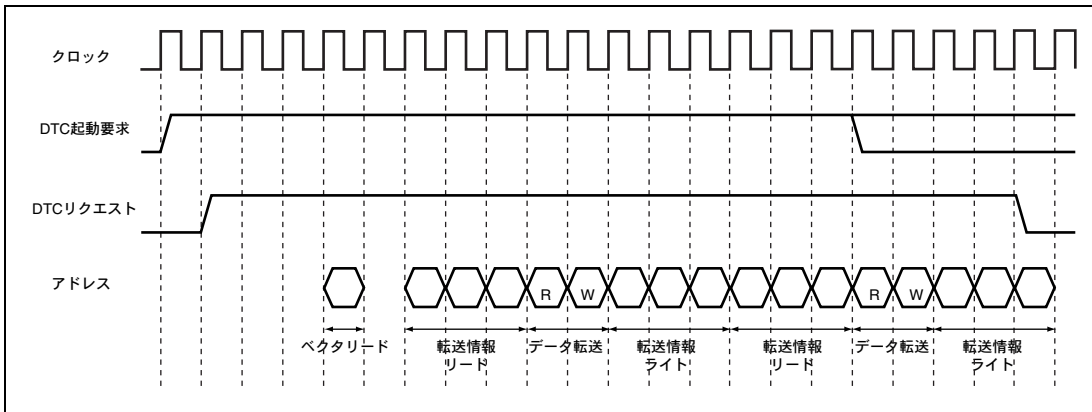 クロック
DTC起動要求
DTCリクエスト
アドレス
R
W
R
W
ベクタリード
転送情報
リード
データ転送
転送情報
ライト
転送情報
リード
データ転送
転送情報
ライト